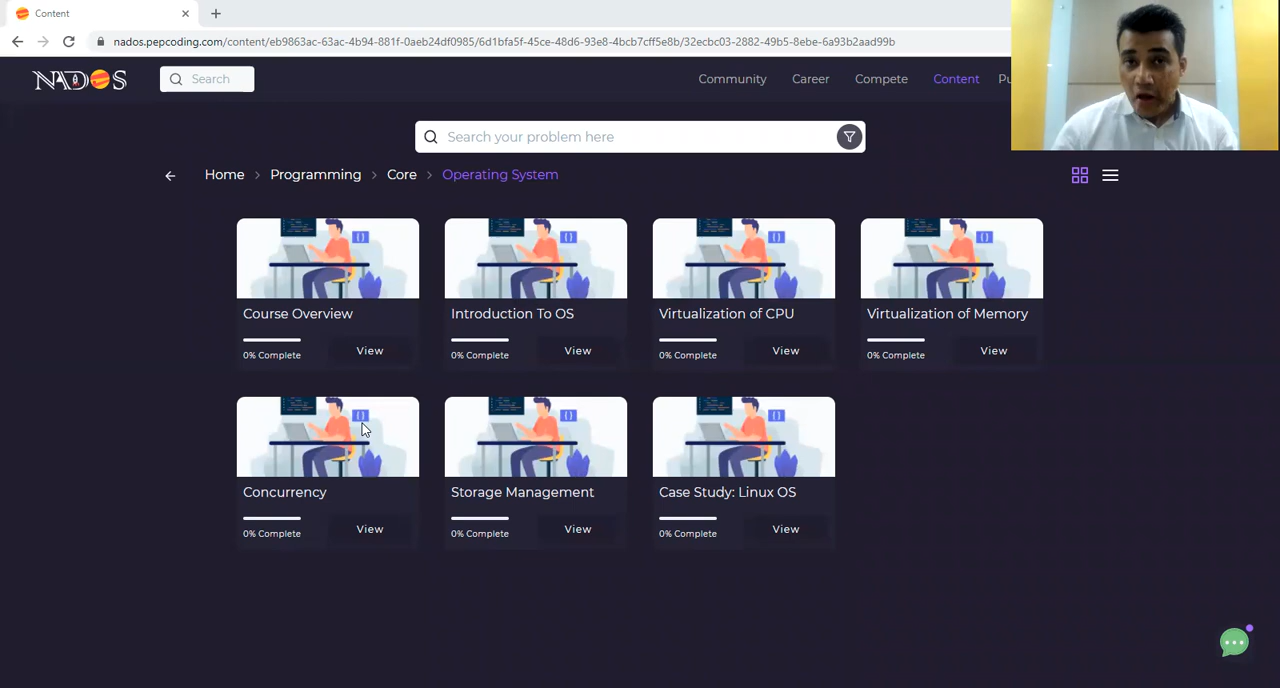 Content
nados.pepcoding.com/content/eb9863ac-63ac-4b94-881f-0aeb24df0985/6d1bfa5f-45ce-48d6-93e8-4bcb7cff5e8b/32ecbc03-2882-49b5-8ebe-6a93b2aad99b
NADOS
Search
Community Career Compete Content Pu
Search your problem here
Home > Programming > Core > Operating System
Course Overview
0% Complete View
Introduction To OS
0% Complete View
Virtualization of CPU
0% Complete View
Virtualization of Memory
0% Complete View
Concurrency
0% Complete View
Storage Management
0% Complete View
Case Study: Linux OS
0% Complete View